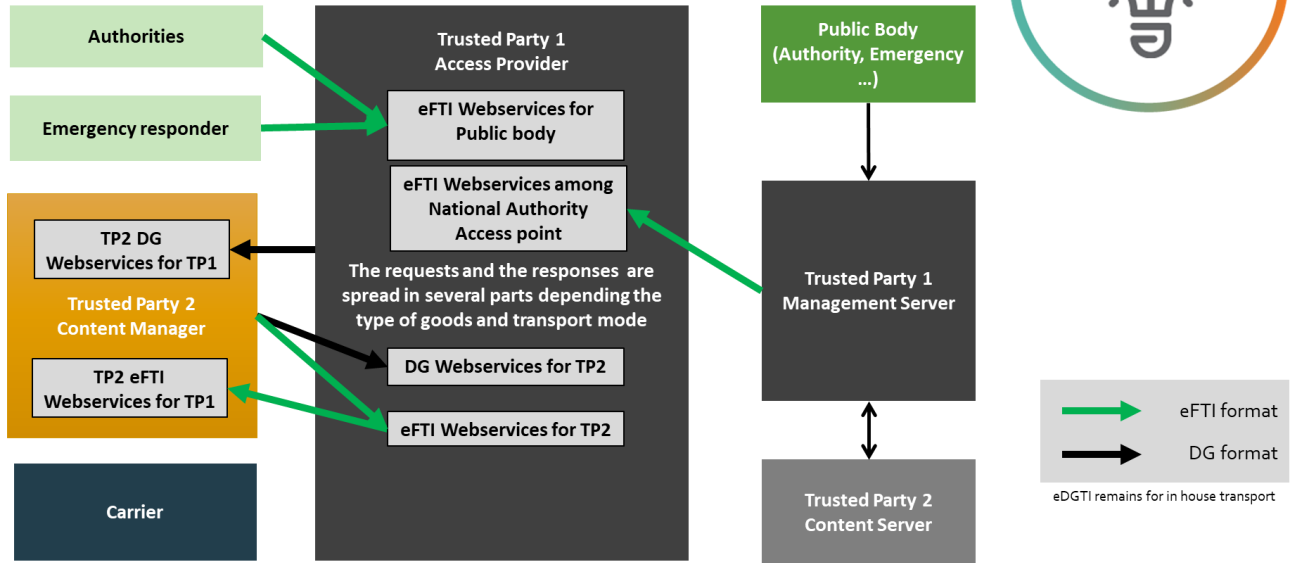 Authorities
Emergency responder
TP2 DG
Webservices for TP1
Trusted Party 2
Content Manager
TP2 eFTI
Webservices for TP1
Carrier
Trusted Party 1
Access Provider
eFTI Webservices for
Public body
eFTI Webservices among
National Authority
Access point
The requests and the responses are
spread in several parts depending the
type of goods and transport mode
DG Webservices for TP2
eFTI Webservices for TP2
Public Body
(Authority, Emergency
...)
Trusted Party 1
Management Server
Trusted Party 2
Content Server
eFTI format
DG format
eDGTI remains for in house transport